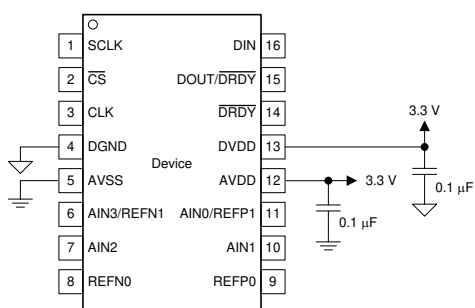 1 SCLK DIN 16
2 CS DOUT/DRDY 15
3 CLK DRDY 14
3.3 V
4 DGND DVDD 13
Device
5 AVSS AVDD 12 3.3 V
0.1 μF
6 AIN3/REFN1 AIN0/REFP1 11
0.1 μF
7 AIN2 AIN1 10
8 REFN0 REFP0 9